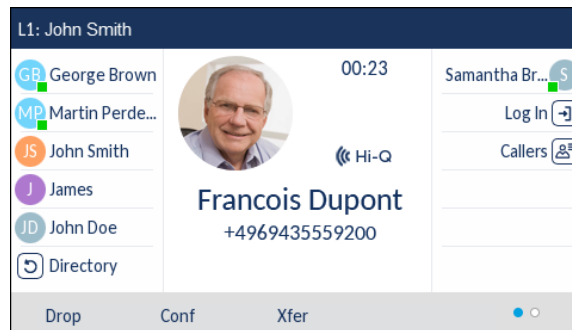 L1: John Smith
GB George Brown
MP Martin Perde...
JS John Smith
J James
JD John Doe
Directory
00:23
Hi-Q
Francois Dupont
+4969435559200
Samantha Br... S
Log In
Callers
Drop Conf Xfer